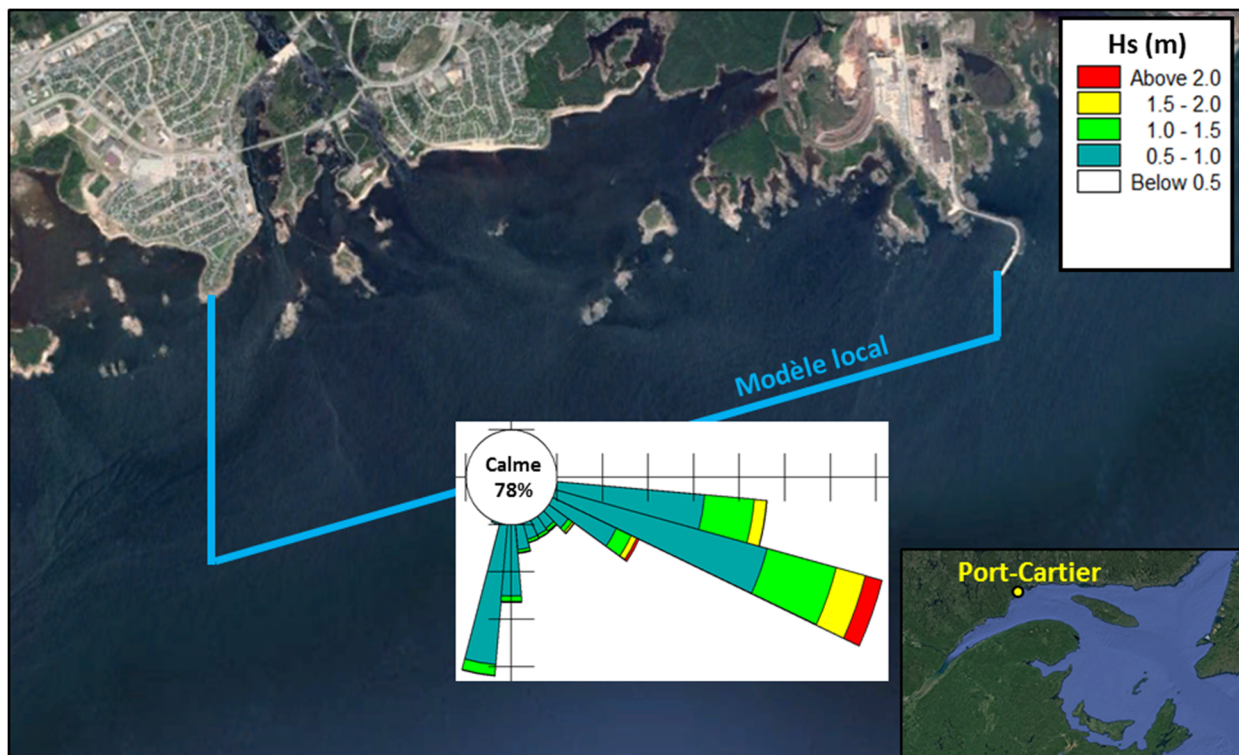 Hs (m)
Above 2.0
1.5 - 2.0
1.0 - 1.5
0.5 - 1.0
Below 0.5
Modèle local
Calme
78%
Port-Cartier